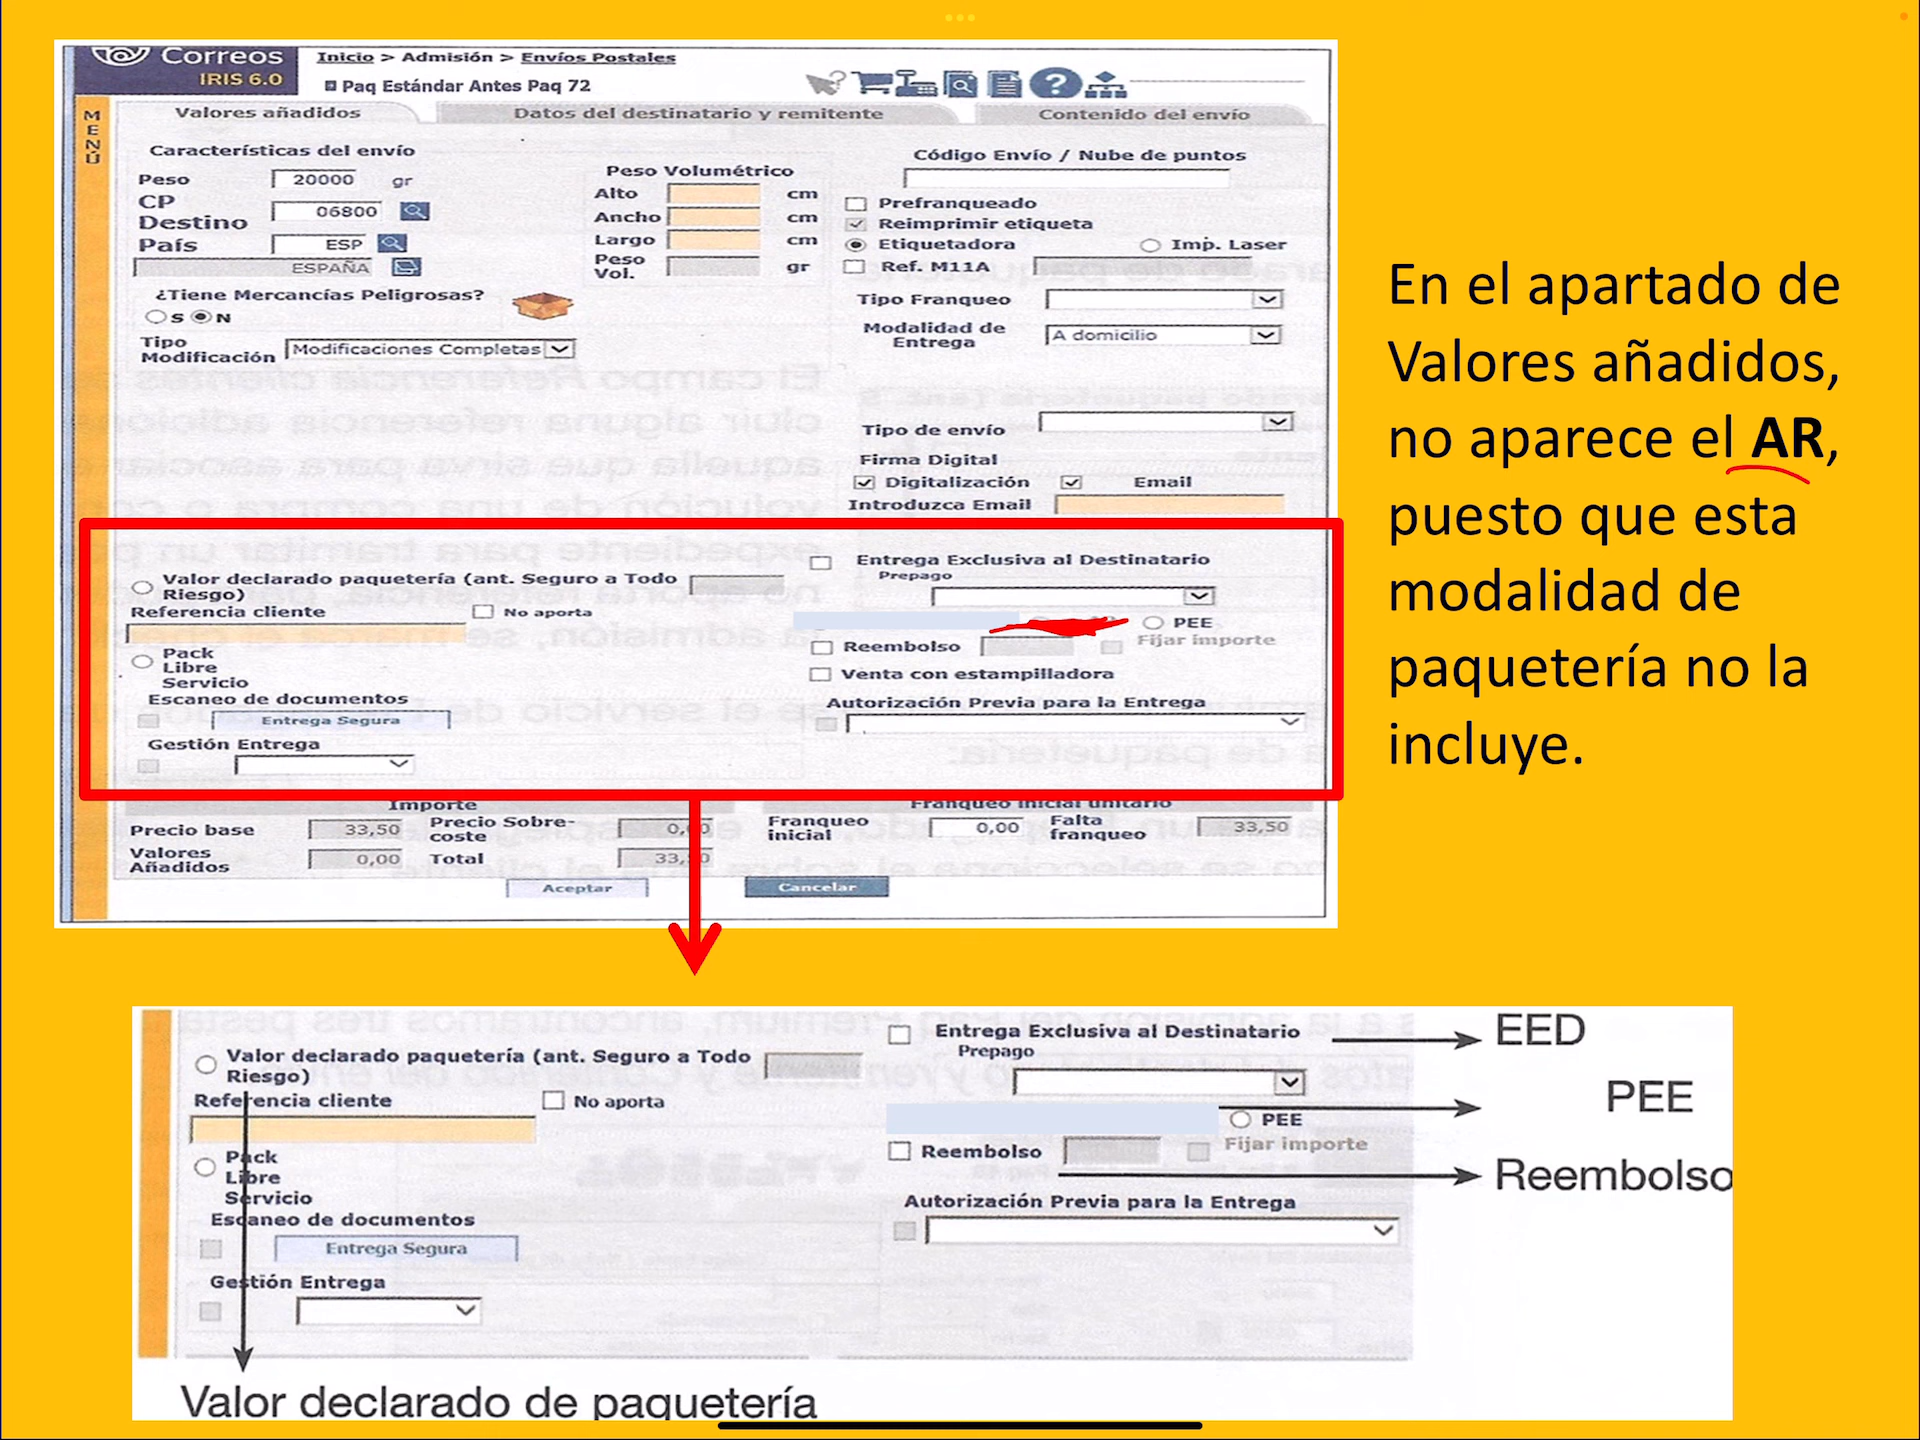 Correos
IRIS 6.0
Inicio > Admisión > Envíos Postales
Paq Estándar Antes Paq 72
MENÚ
Valores añadidos
Datos del destinatario y remitente
Contenido del envío
Características del envío
Peso 20000 gr
CP Destino 06800
País ESP
ESPAÑA
¿Tiene Mercancías Peligrosas?
S N
Tipo Modificación Modificaciones Completas
Peso Volumétrico
Alto cm
Ancho cm
Largo cm
Peso Vol. gr
Código Envío / Nube de puntos
Prefranqueado
Reimprimir etiqueta
Etiquetadora Imp. Laser
Ref. M11A
Tipo Franqueo
Modalidad de Entrega A domicilio
Tipo de envío
Firma Digital
Digitalización Email
Introduzca Email
Valor declarado paquetería (ant. Seguro a Todo
Riesgo)
Referencia cliente No aporta
Pack
Libre
Servicio
Escaneo de documentos
Entrega Segura
Gestión Entrega
Entrega Exclusiva al Destinatario
Prepago
PEE
Reembolso Fijar importe
Venta con estampilladora
Autorización Previa para la Entrega
Importe
Franqueo inicial unitario
Precio base 33,50 Precio Sobre-coste 0,00 Franqueo inicial 0,00 Falta franqueo 33,50
Valores Añadidos 0,00 Total 33,50
Aceptar Cancelar
En el apartado de
Valores añadidos,
no aparece el AR,
puesto que esta
modalidad de
paquetería no la
incluye.
Valor declarado paquetería (ant. Seguro a Todo
Riesgo)
Referencia cliente No aporta
Pack
Libre
Servicio
Escaneo de documentos
Entrega Segura
Gestión Entrega
Entrega Exclusiva al Destinatario
Prepago
PEE
Reembolso Fijar importe
Autorización Previa para la Entrega
EED
PEE
Reembolso
Valor declarado de paquetería